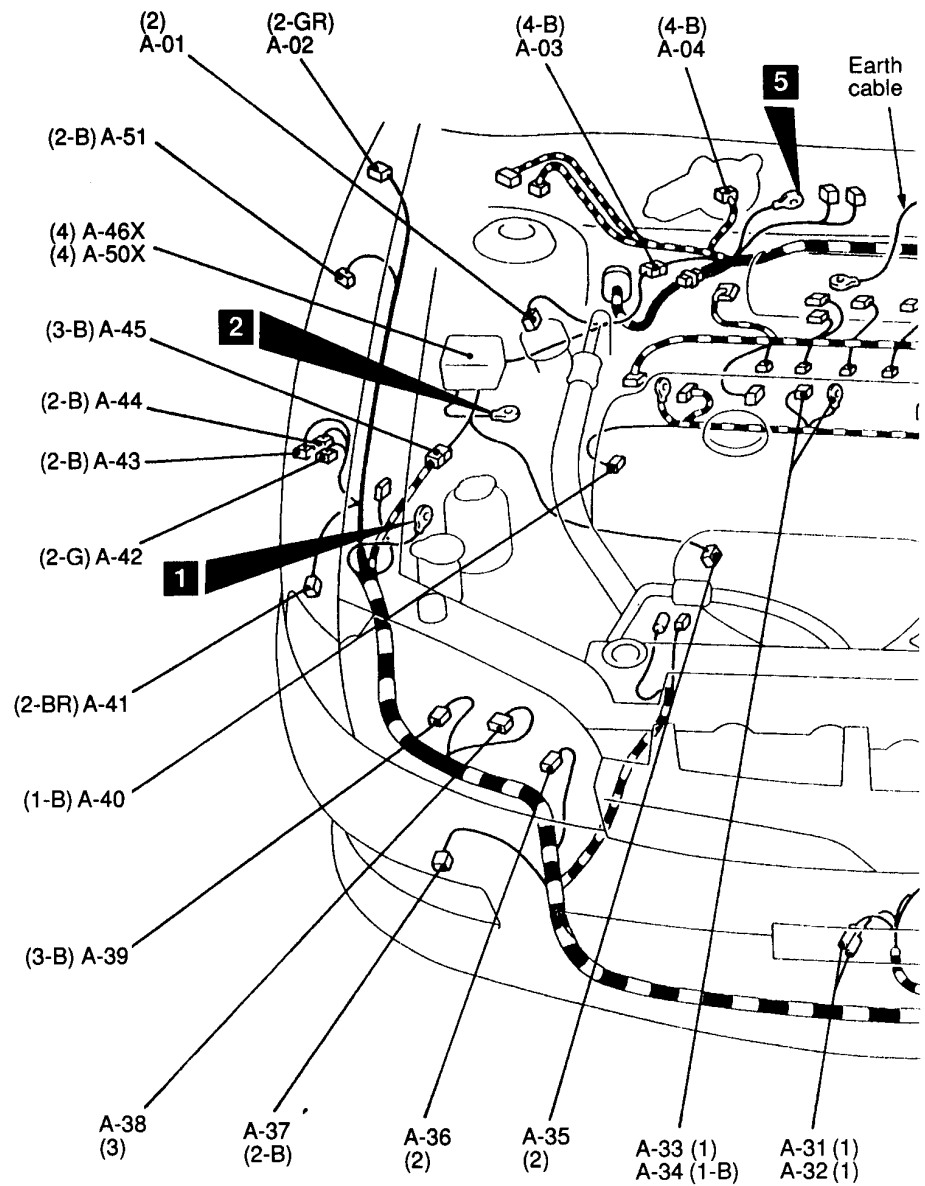 (2)
A-01
(2-GR)
A-02
(4-B)
A-03
(4-B)
A-04
5
Earth
cable
(2-B) A-51
(4) A-46X
(4) A-50X
2
(3-B) A-45
(2-B) A-44
(2-B) A-43
(2-G) A-42
1
(2-BR) A-41
(1-B) A-40
(3-B) A-39
A-38
(3)
A-37
(2-B)
A-36
(2)
A-35
(2)
A-33 (1)
A-34 (1-B)
A-31 (1)
A-32 (1)